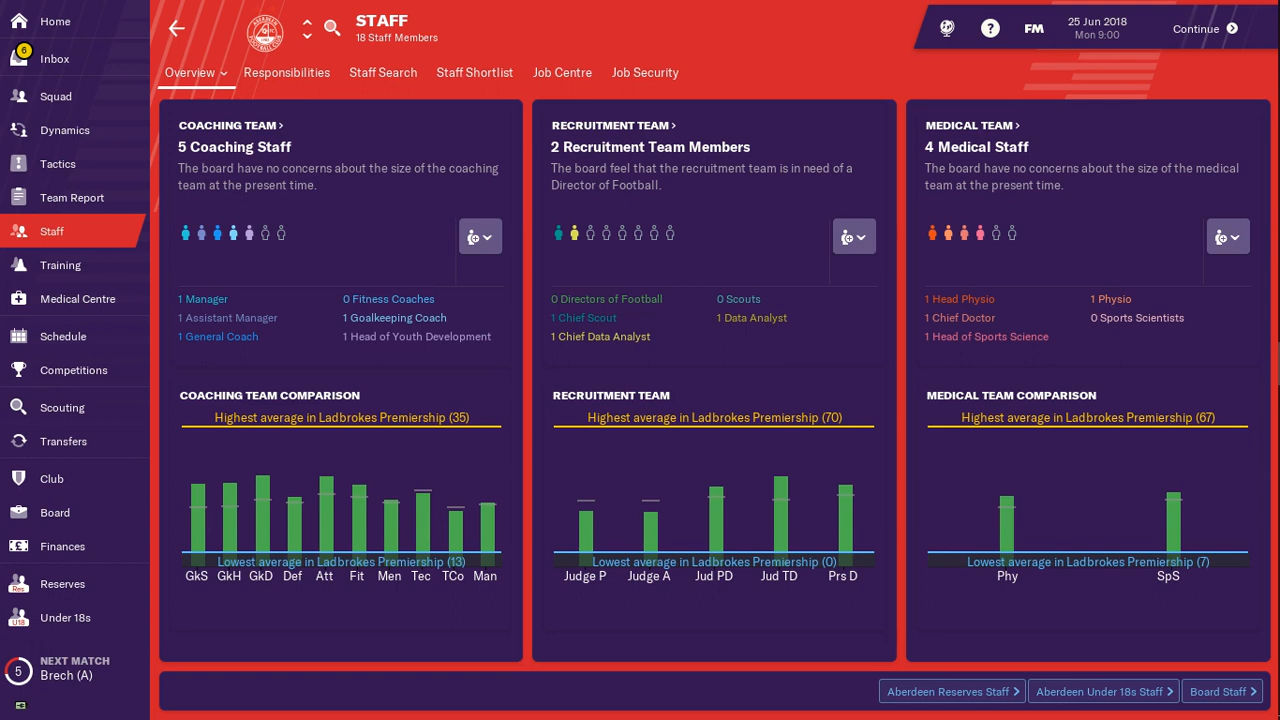 Home
6
Inbox
Squad
Dynamics
Tactics
Team Report
Staff
Training
Medical Centre
Schedule
Competitions
Scouting
Transfers
Club
Board
Finances
Res
Reserves
U18
Under 18s
5
NEXT MATCH
Brech (A)
ABERDEEN
FOOTBALL CLUB
STAFF
18 Staff Members
?
FM
25 Jun 2018
Mon 9:00
Continue
Overview
Responsibilities
Staff Search
Staff Shortlist
Job Centre
Job Security
COACHING TEAM >
5 Coaching Staff
The board have no concerns about the size of the coaching
team at the present time.
1 Manager
0 Fitness Coaches
1 Assistant Manager
1 Goalkeeping Coach
1 General Coach
1 Head of Youth Development
COACHING TEAM COMPARISON
Highest average in Ladbrokes Premiership (35)
Lowest average in Ladbrokes Premiership (13)
GkS GkH GkD Def Att Fit Men Tec TCo Man
RECRUITMENT TEAM >
2 Recruitment Team Members
The board feel that the recruitment team is in need of a
Director of Football.
0 Directors of Football
0 Scouts
1 Chief Scout
1 Data Analyst
1 Chief Data Analyst
RECRUITMENT TEAM
Highest average in Ladbrokes Premiership (70)
Lowest average in Ladbrokes Premiership (0)
Judge P Judge A Jud PD Jud TD Prs D
MEDICAL TEAM >
4 Medical Staff
The board have no concerns about the size of the medical
team at the present time.
1 Head Physio
1 Physio
1 Chief Doctor
0 Sports Scientists
1 Head of Sports Science
MEDICAL TEAM COMPARISON
Highest average in Ladbrokes Premiership (67)
Lowest average in Ladbrokes Premiership (7)
Phy SpS
Aberdeen Reserves Staff >
Aberdeen Under 18s Staff >
Board Staff >